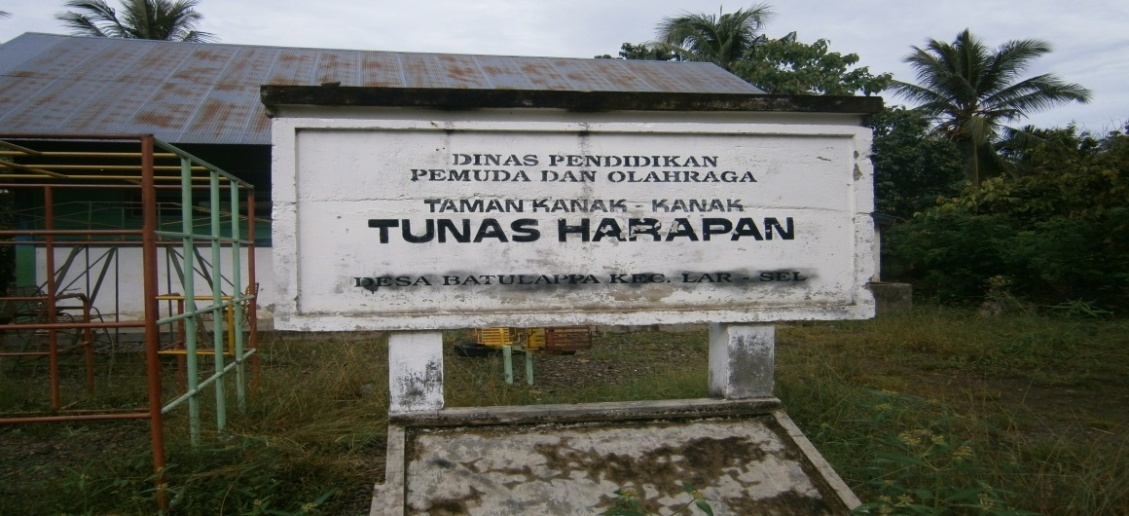 DINAS PENDIDIKAN
PEMUDA DAN OLAHRAGA
TAMAN KANAK - KANAK
TUNAS HARAPAN
DESA BATULAPPA KEC. LAR - SEL